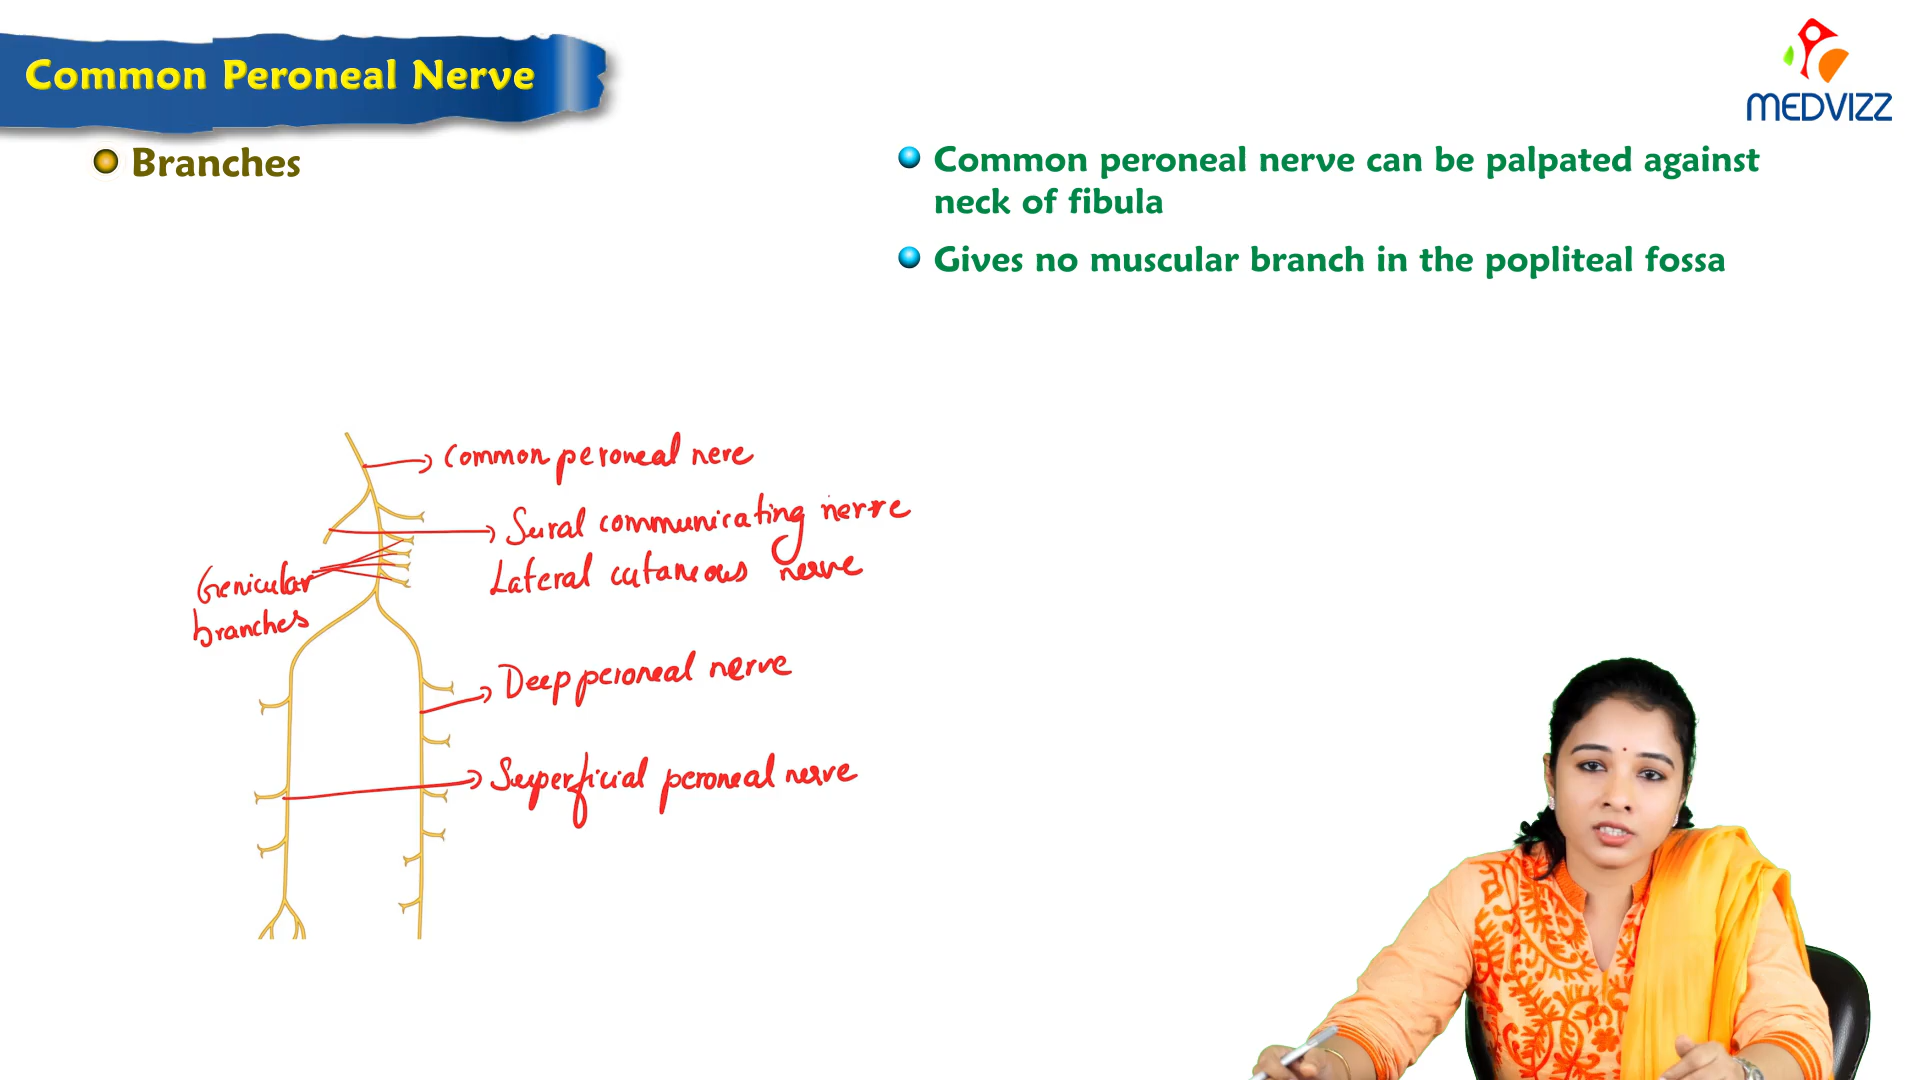 Common Peroneal Nerve
MEDVIZZ
Branches
Common peroneal nerve can be palpated against
neck of fibula
Gives no muscular branch in the popliteal fossa
Common peroneal nere
Sural communicating nerve
Lateral cutaneous nerve
Genicular
branches
Deep peroneal nerve
Superficial peroneal nerve